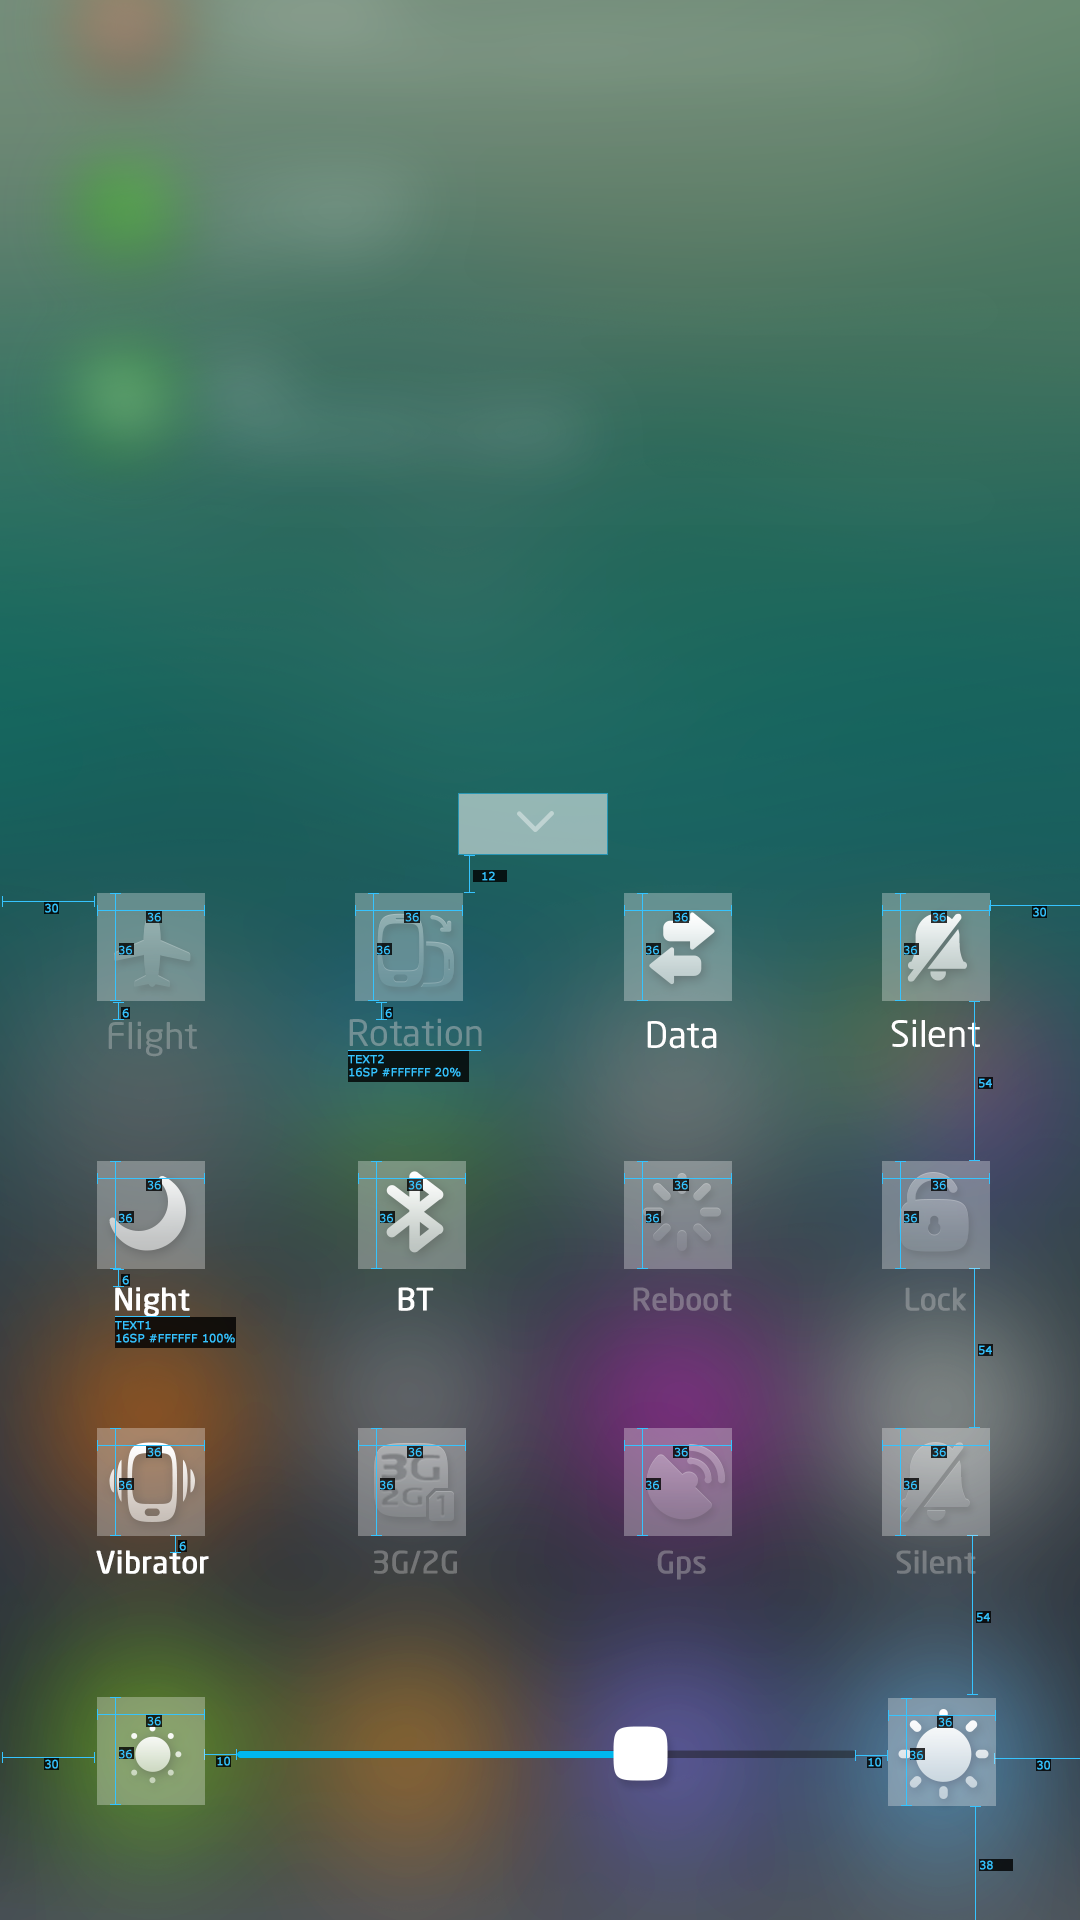 12
30 36 36 36 36 30
36 36 36 36
6 6
Flight Rotation Data Silent
TEXT2
16SP #FFFFFF 20%
54
36 36 36 36
36 36 36 36
6
Night BT Reboot Lock
TEXT1
16SP #FFFFFF 100%
54
36 36 36 36
3G
36 36 36 36
2G 1
6
Vibrator 3G/2G Gps Silent
54
36 36
36 36
30 10 10 30
38